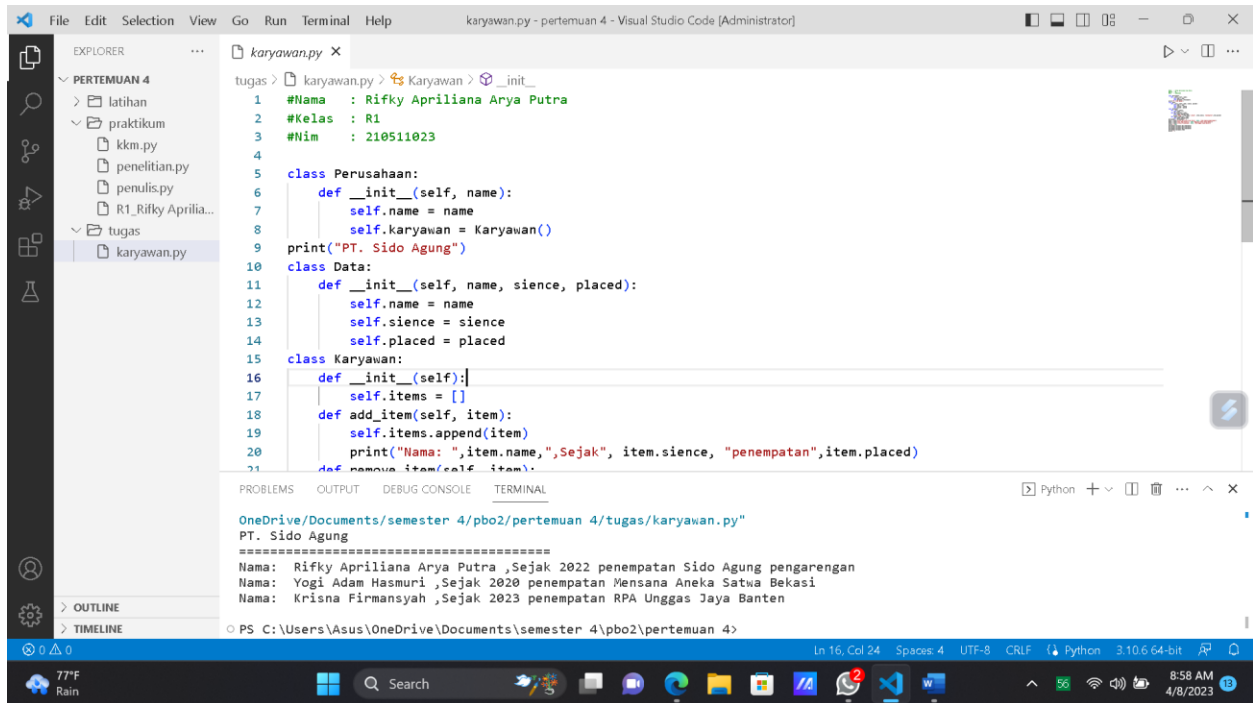 File Edit Selection View Go Run Terminal Help karyawan.py - pertemuan 4 - Visual Studio Code [Administrator]
EXPLORER
karyawan.py
PERTEMUAN 4
latihan
praktikum
kkm.py
penelitian.py
penulis.py
R1_Rifky Aprilia...
tugas
karyawan.py
OUTLINE
TIMELINE
tugas > karyawan.py > Karyawan > __init__
1 #Nama : Rifky Apriliana Arya Putra
2 #Kelas : R1
3 #Nim : 210511023
4
5 class Perusahaan:
6 def __init__(self, name):
7 self.name = name
8 self.karyawan = Karyawan()
9 print("PT. Sido Agung")
10 class Data:
11 def __init__(self, name, sience, placed):
12 self.name = name
13 self.sience = sience
14 self.placed = placed
15 class Karyawan:
16 def __init__(self):
17 self.items = []
18 def add_item(self, item):
19 self.items.append(item)
20 print("Nama: ",item.name,",Sejak", item.sience, "penempatan",item.placed)
21 def remove_item(self, item):
PROBLEMS OUTPUT DEBUG CONSOLE TERMINAL
Python
OneDrive/Documents/semester 4/pbo2/pertemuan 4/tugas/karyawan.py"
PT. Sido Agung
========================================
Nama: Rifky Apriliana Arya Putra ,Sejak 2022 penempatan Sido Agung pengarengan
Nama: Yogi Adam Hasmuri ,Sejak 2020 penempatan Mensana Aneka Satwa Bekasi
Nama: Krisna Firmansyah ,Sejak 2023 penempatan RPA Unggas Jaya Banten
PS C:\Users\Asus\OneDrive\Documents\semester 4\pbo2\pertemuan 4>
0 0 Ln 16, Col 24 Spaces: 4 UTF-8 CRLF Python 3.10.6 64-bit
77°F
Rain
Search
2
56
8:58 AM
4/8/2023
13